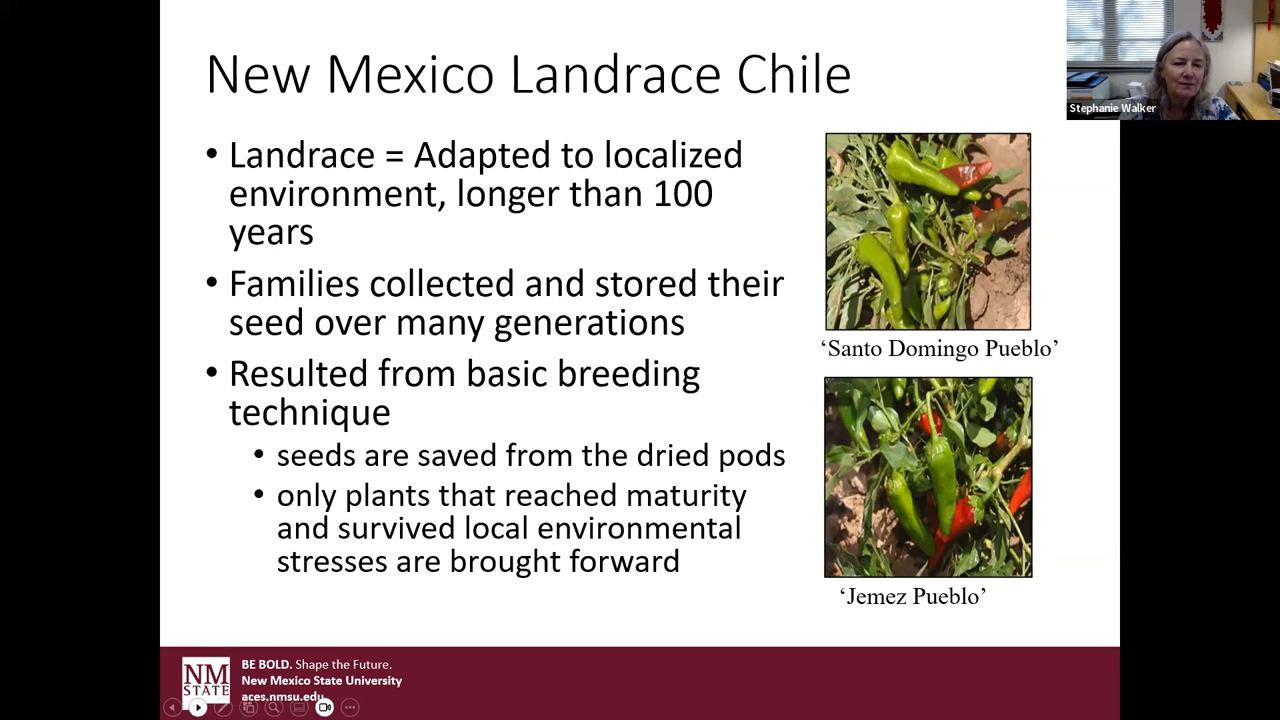 New Mexico Landrace Chile
Stephanie Walker
• Landrace = Adapted to localized
environment, longer than 100
years
• Families collected and stored their
seed over many generations
• Resulted from basic breeding
technique
• seeds are saved from the dried pods
• only plants that reached maturity
and survived local environmental
stresses are brought forward
‘Santo Domingo Pueblo’
‘Jemez Pueblo’
NM
STATE
BE BOLD. Shape the Future.
New Mexico State University
aces.nmsu.edu